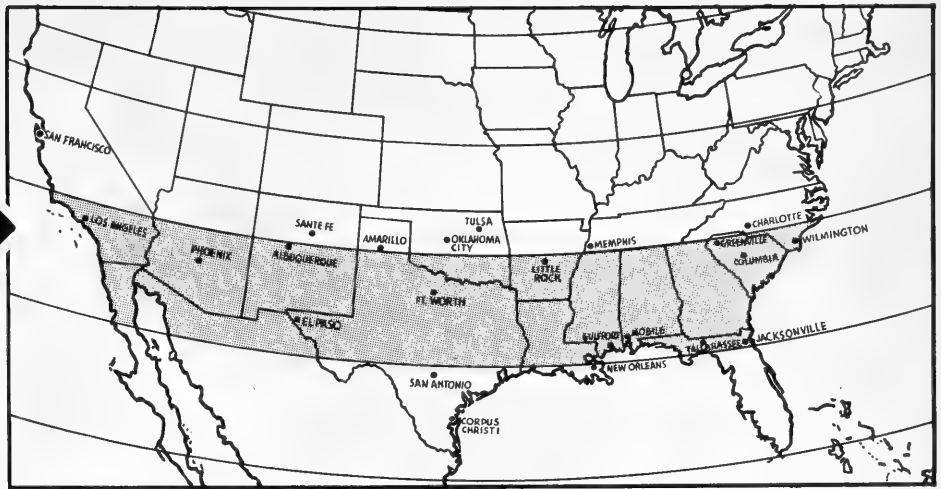 SAN FRANCISCO
LOS ANGELES
PHOENIX
SANTE FE
ALBUQUERQUE
AMARILLO
TULSA
OKLAHOMA
CITY
FT. WORTH
EL PASO
SAN ANTONIO
CORPUS
CHRISTI
LITTLE
ROCK
MEMPHIS
CHARLOTTE
GREENVILLE
WILMINGTON
COLUMBIA
GULFPORT
MOBILE
NEW ORLEANS
TALLAHASSEE
JACKSONVILLE